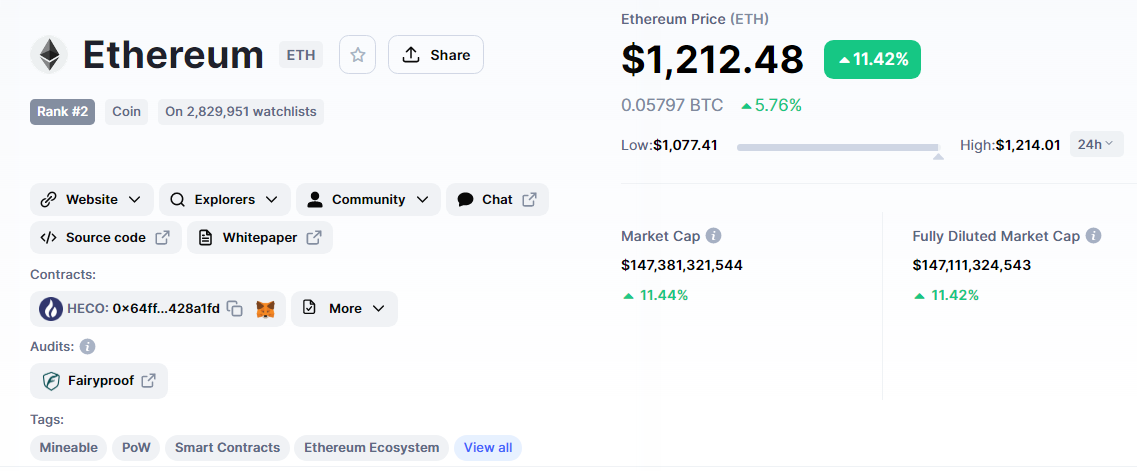 Ethereum ETH Share
Rank #2 Coin On 2,829,951 watchlists
Website Explorers Community Chat
Source code Whitepaper
Contracts:
HECO: 0x64ff...428a1fd More
Audits:
Fairyproof
Tags:
Mineable PoW Smart Contracts Ethereum Ecosystem View all
Ethereum Price (ETH)
$1,212.48 11.42%
0.05797 BTC 5.76%
Low:$1,077.41 High:$1,214.01 24h
Market Cap
$147,381,321,544
11.44%
Fully Diluted Market Cap
$147,111,324,543
11.42%